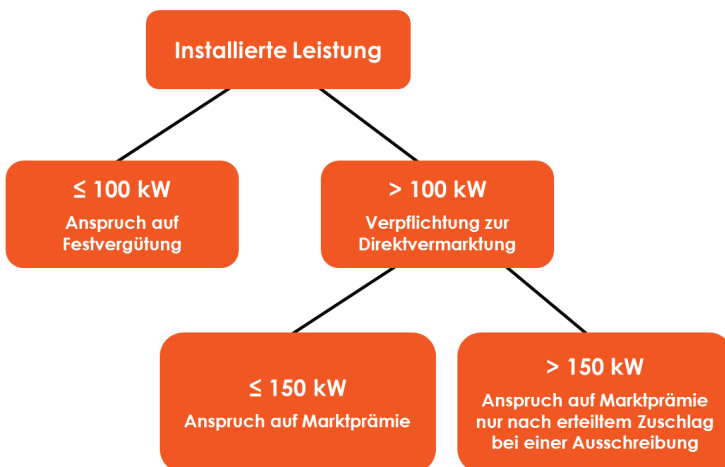 Installierte Leistung
≤ 100 kW
Anspruch auf
Festvergütung
> 100 kW
Verpflichtung zur
Direktvermarktung
≤ 150 kW
Anspruch auf Marktprämie
> 150 kW
Anspruch auf Marktprämie
nur nach erteiltem Zuschlag
bei einer Ausschreibung